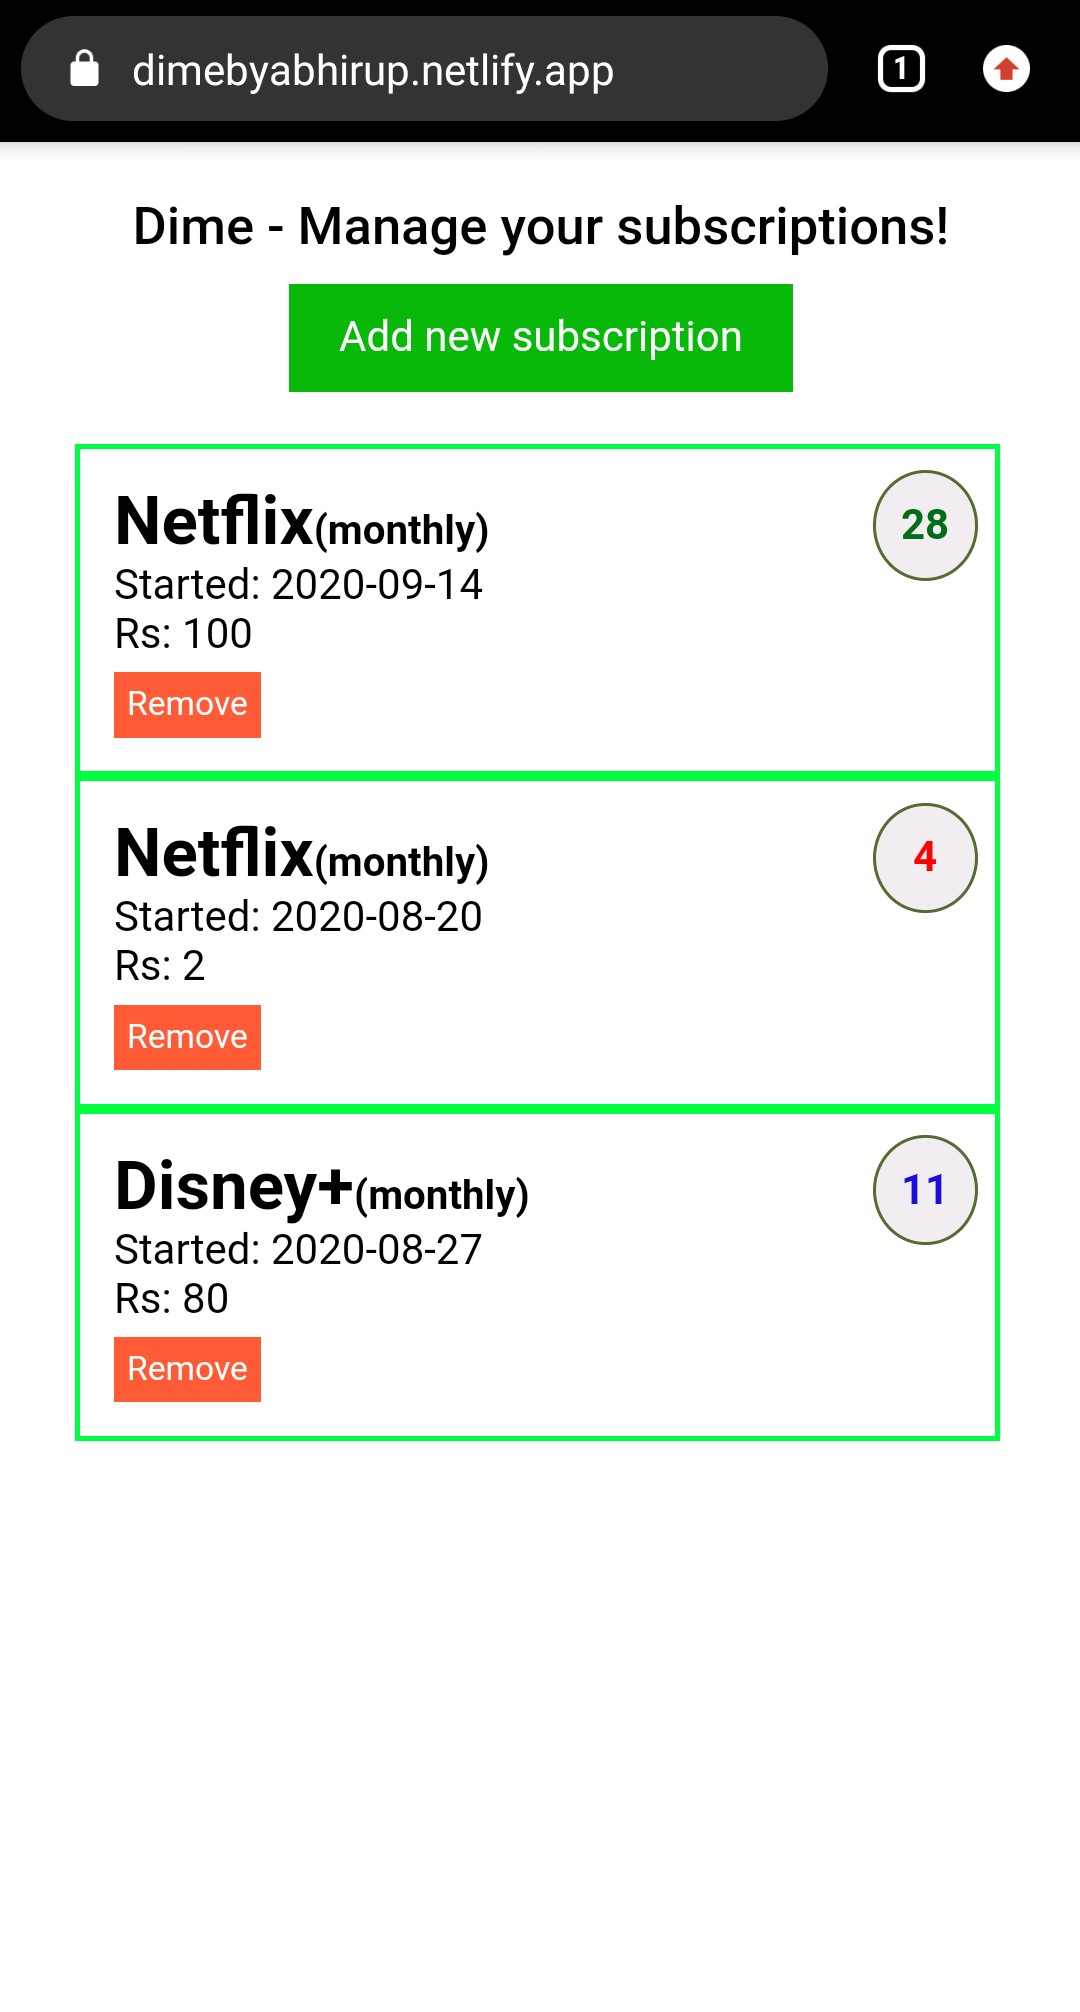 dimebyabhirup.netlify.app
1
Dime - Manage your subscriptions!
Add new subscription
Netflix(monthly)
28
Started: 2020-09-14
Rs: 100
Remove
Netflix(monthly)
4
Started: 2020-08-20
Rs: 2
Remove
Disney+(monthly)
11
Started: 2020-08-27
Rs: 80
Remove